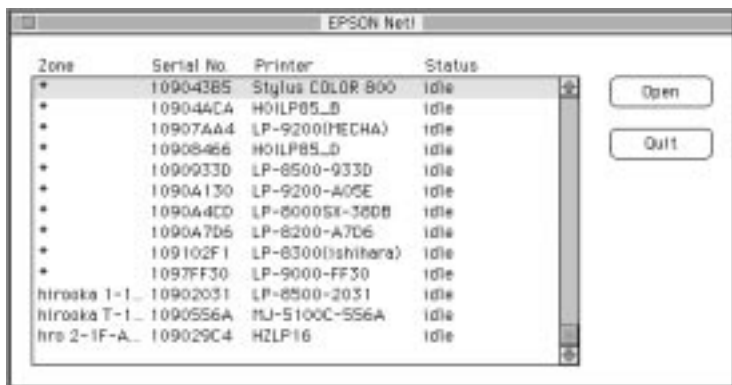 EPSON Net!
Zone Serial No. Printer Status
* 109043B5 Stylus COLOR 800 idle
* 10904ACA HOILP85_B idle
* 10907AA4 LP-9200(MECHA) idle
* 10908466 HOILP85_D idle
* 1090933D LP-8500-933D idle
* 1090A130 LP-9200-A05E idle
* 1090A4CD LP-8000SX-38DB idle
* 1090A7D6 LP-8200-A7D6 idle
* 109102F1 LP-8300(ishihara) idle
* 1097FF30 LP-9000-FF30 idle
hirooka 1-1... 10902031 LP-8500-2031 idle
hirooka T-1... 1090556A MJ-5100C-556A idle
hro 2-1F-A... 109029C4 HZLP16 idle
Open
Quit